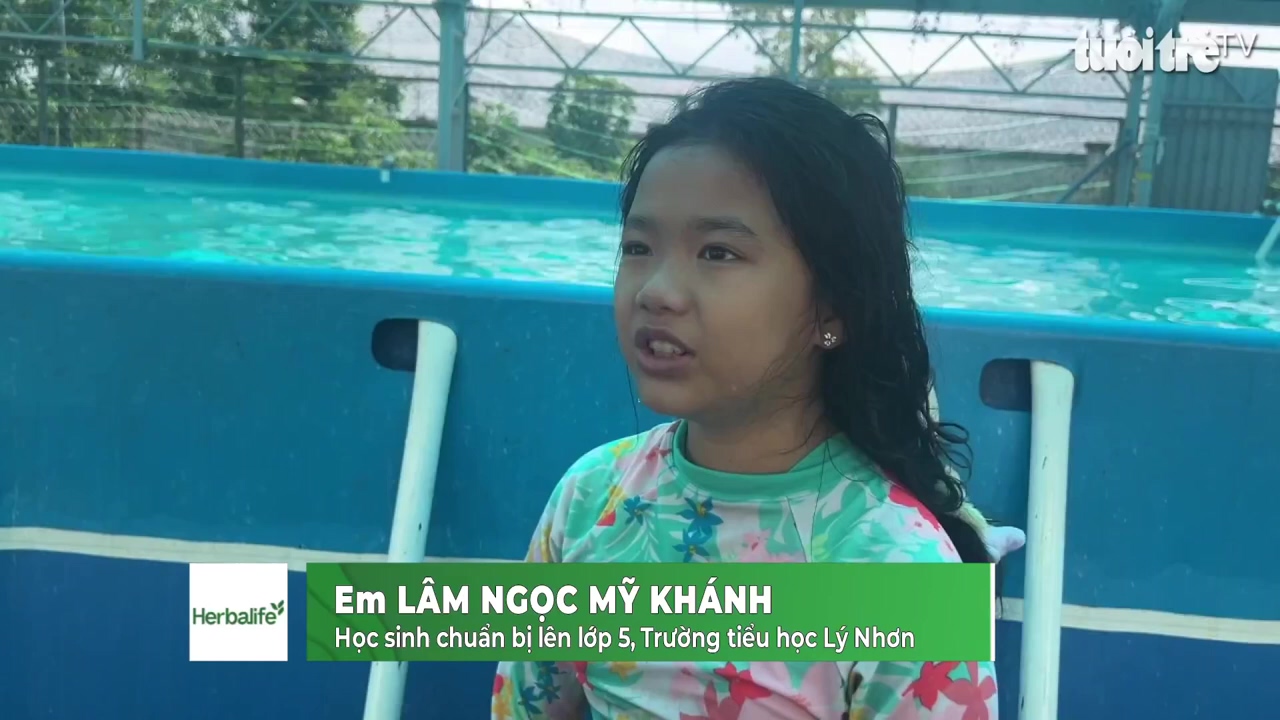 tuổi trẻ TV
Em LÂM NGỌC MỸ KHÁNH
Herbalife
Học sinh chuẩn bị lên lớp 5, Trường tiểu học Lý Nhơn